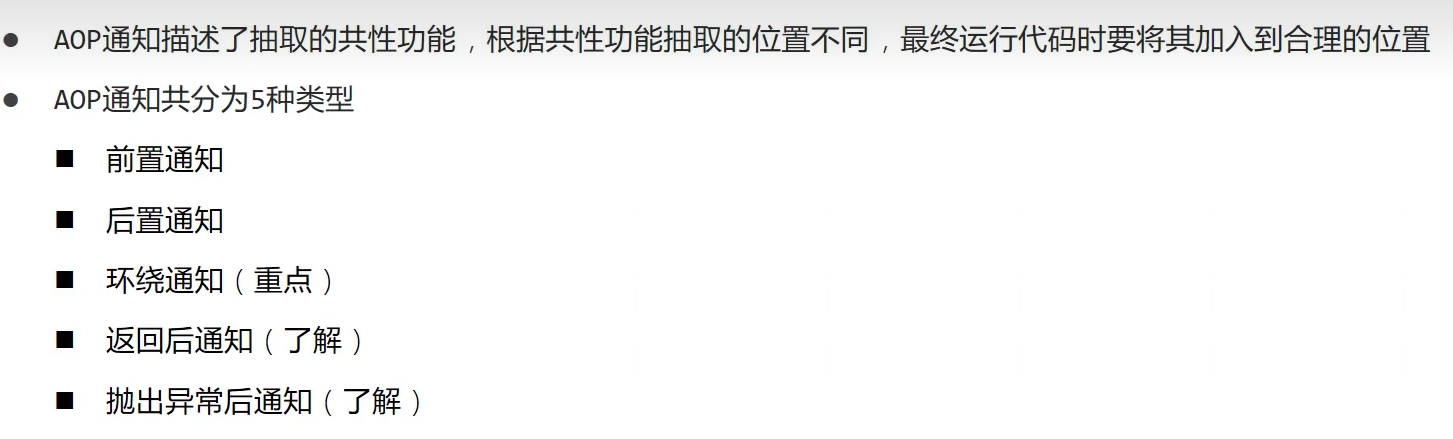 ● AOP通知描述了抽取的共性功能，根据共性功能抽取的位置不同，最终运行代码时要将其加入到合理的位置
● AOP通知共分为5种类型
■ 前置通知
■ 后置通知
■ 环绕通知（重点）
■ 返回后通知（了解）
■ 抛出异常后通知（了解）